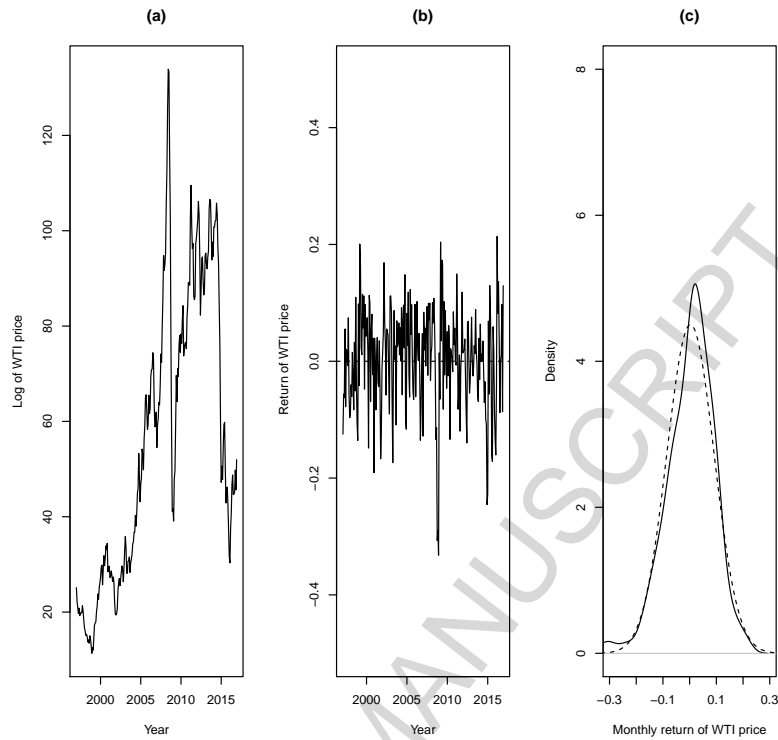 (a)
(b)
(c)
Log of WTI price
20
40
60
80
100
120
2000
2005
2010
2015
Year
Return of WTI price
−0.4
−0.2
0.0
0.2
0.4
2000
2005
2010
2015
Year
Density
0
2
4
6
8
−0.3
−0.1
0.1
0.3
Monthly return of WTI price
MANUSCRIPT